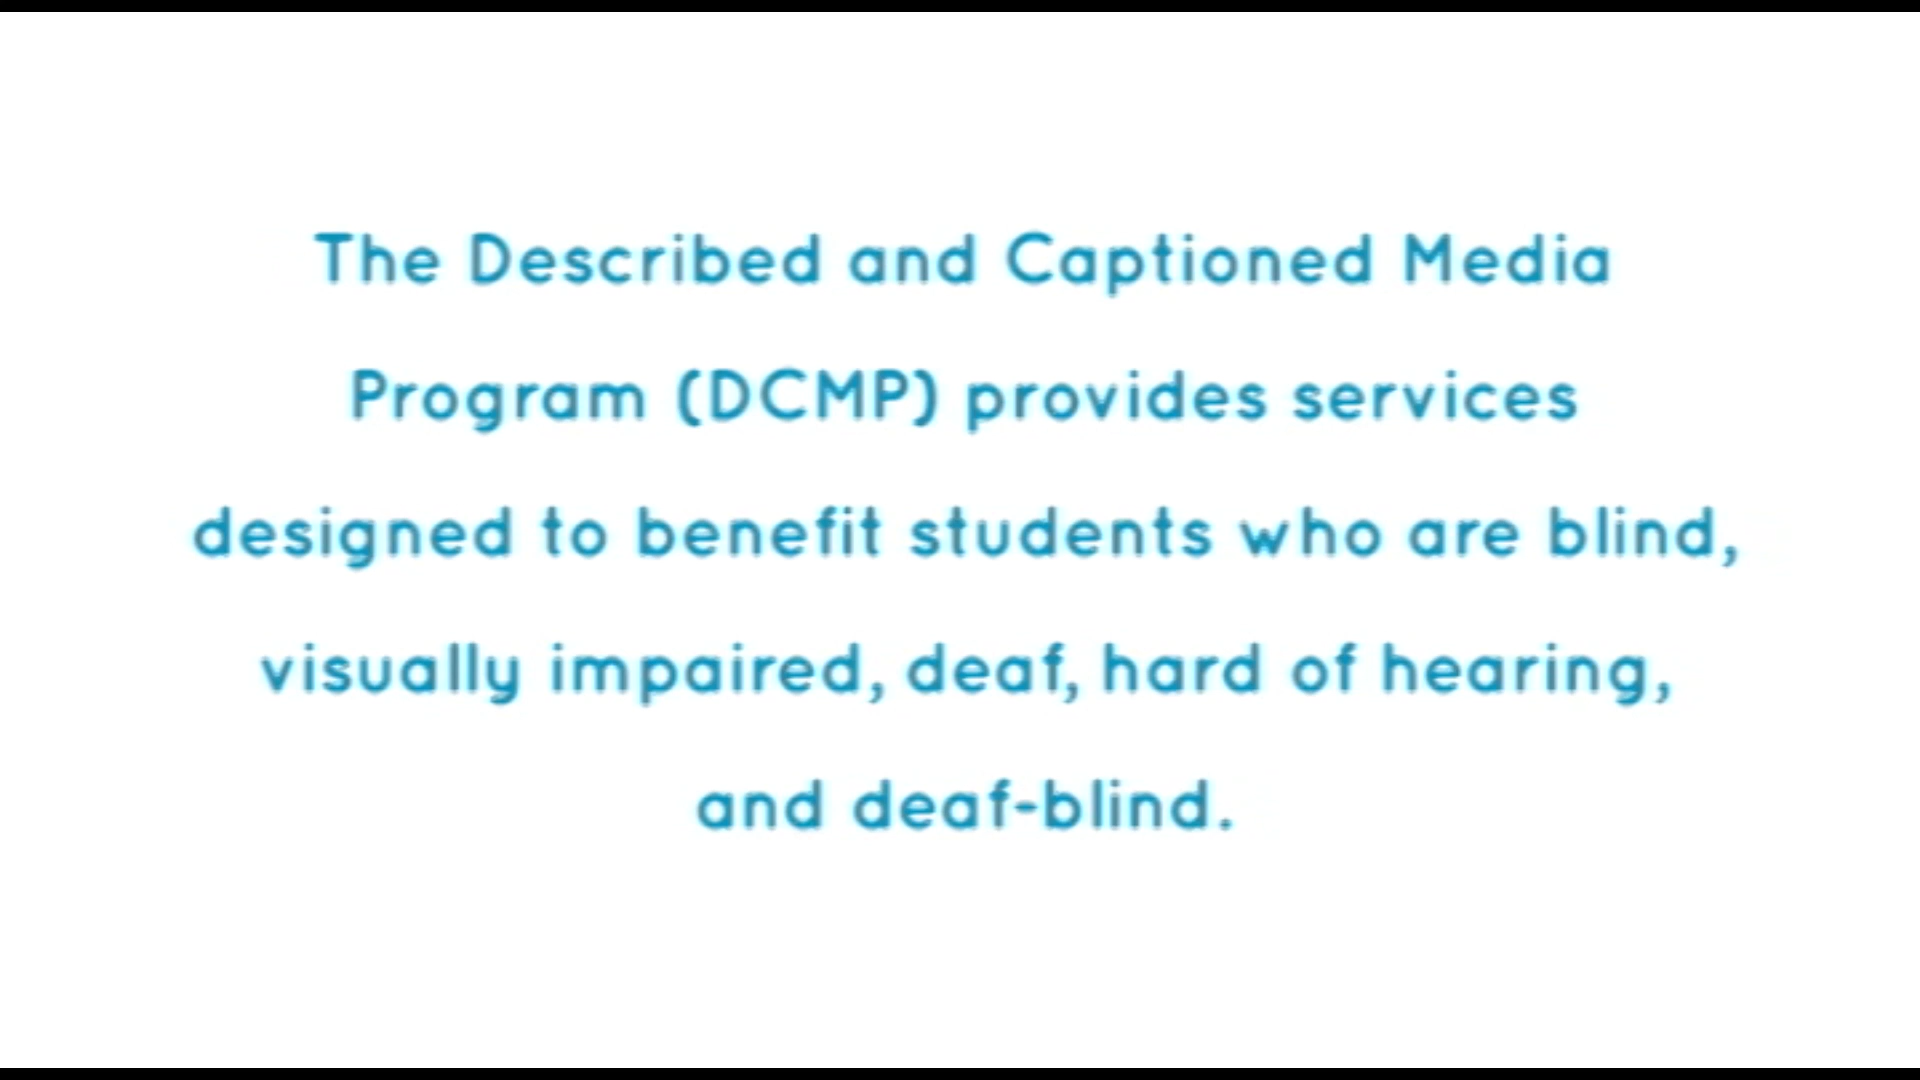 The Described and Captioned Media
Program (DCMP) provides services
designed to benefit students who are blind,
visually impaired, deaf, hard of hearing,
and deaf-blind.